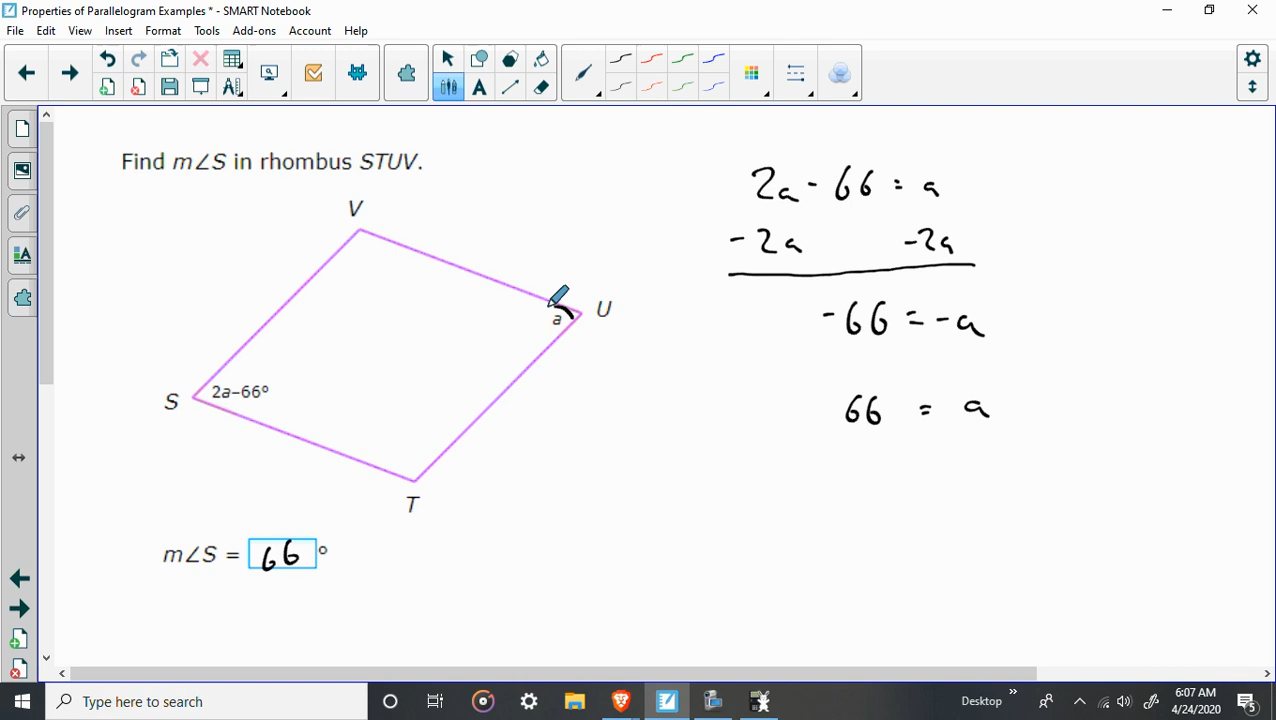 Properties of Parallelogram Examples * - SMART Notebook
File Edit View Insert Format Tools Add-ons Account Help
Find m∠S in rhombus STUV.
V
U
a
S
2a–66°
T
m∠S = 66 °
2a - 66 = a
- 2a -2a
-66 = -a
66 = a
Type here to search
Desktop
»
6:07 AM
4/24/2020
5